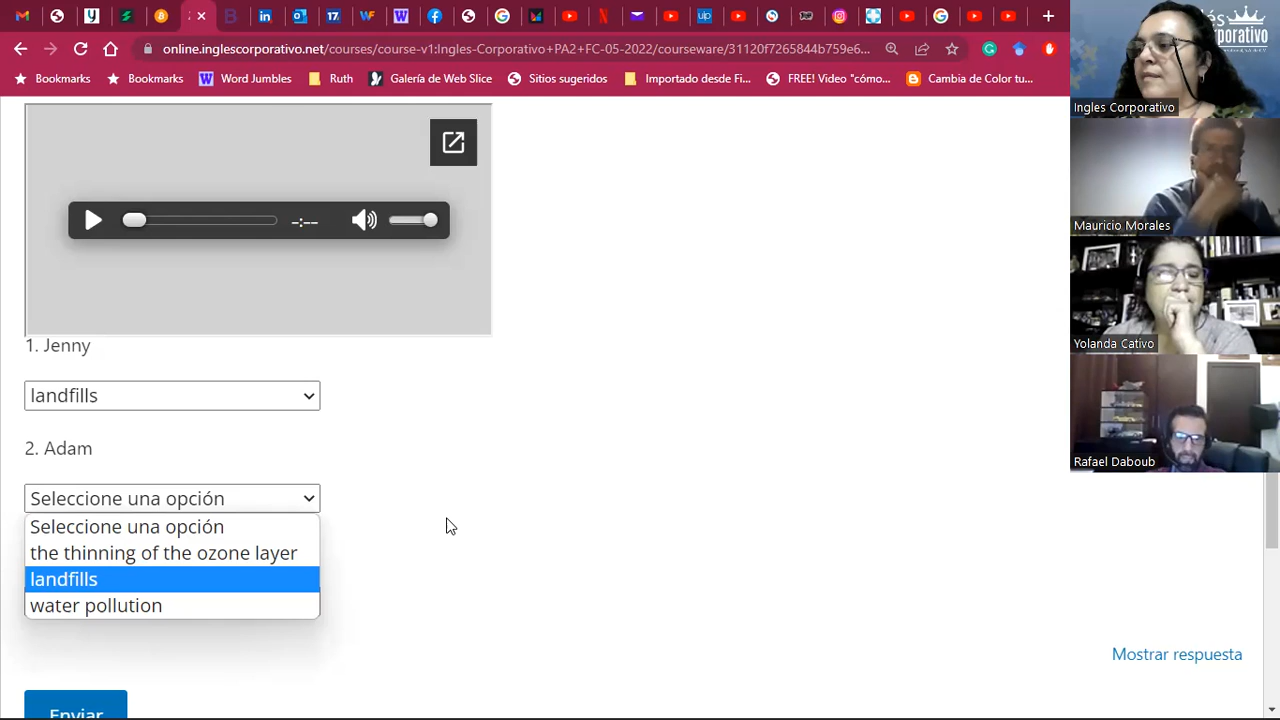 online.inglescorporativo.net/courses/course-v1:Ingles-Corporativo+PA2+FC-05-2022/courseware/31120f7265844b759e6...
Bookmarks
Bookmarks
Word Jumbles
Ruth
Galería de Web Slice
Sitios sugeridos
Importado desde Fi...
FREE! Video "cómo...
Cambia de Color tu...
-:--
1. Jenny
landfills
2. Adam
Seleccione una opción
Seleccione una opción
the thinning of the ozone layer
landfills
water pollution
Mostrar respuesta
Enviar
Ingles Corporativo
Mauricio Morales
Yolanda Cativo
Rafael Daboub